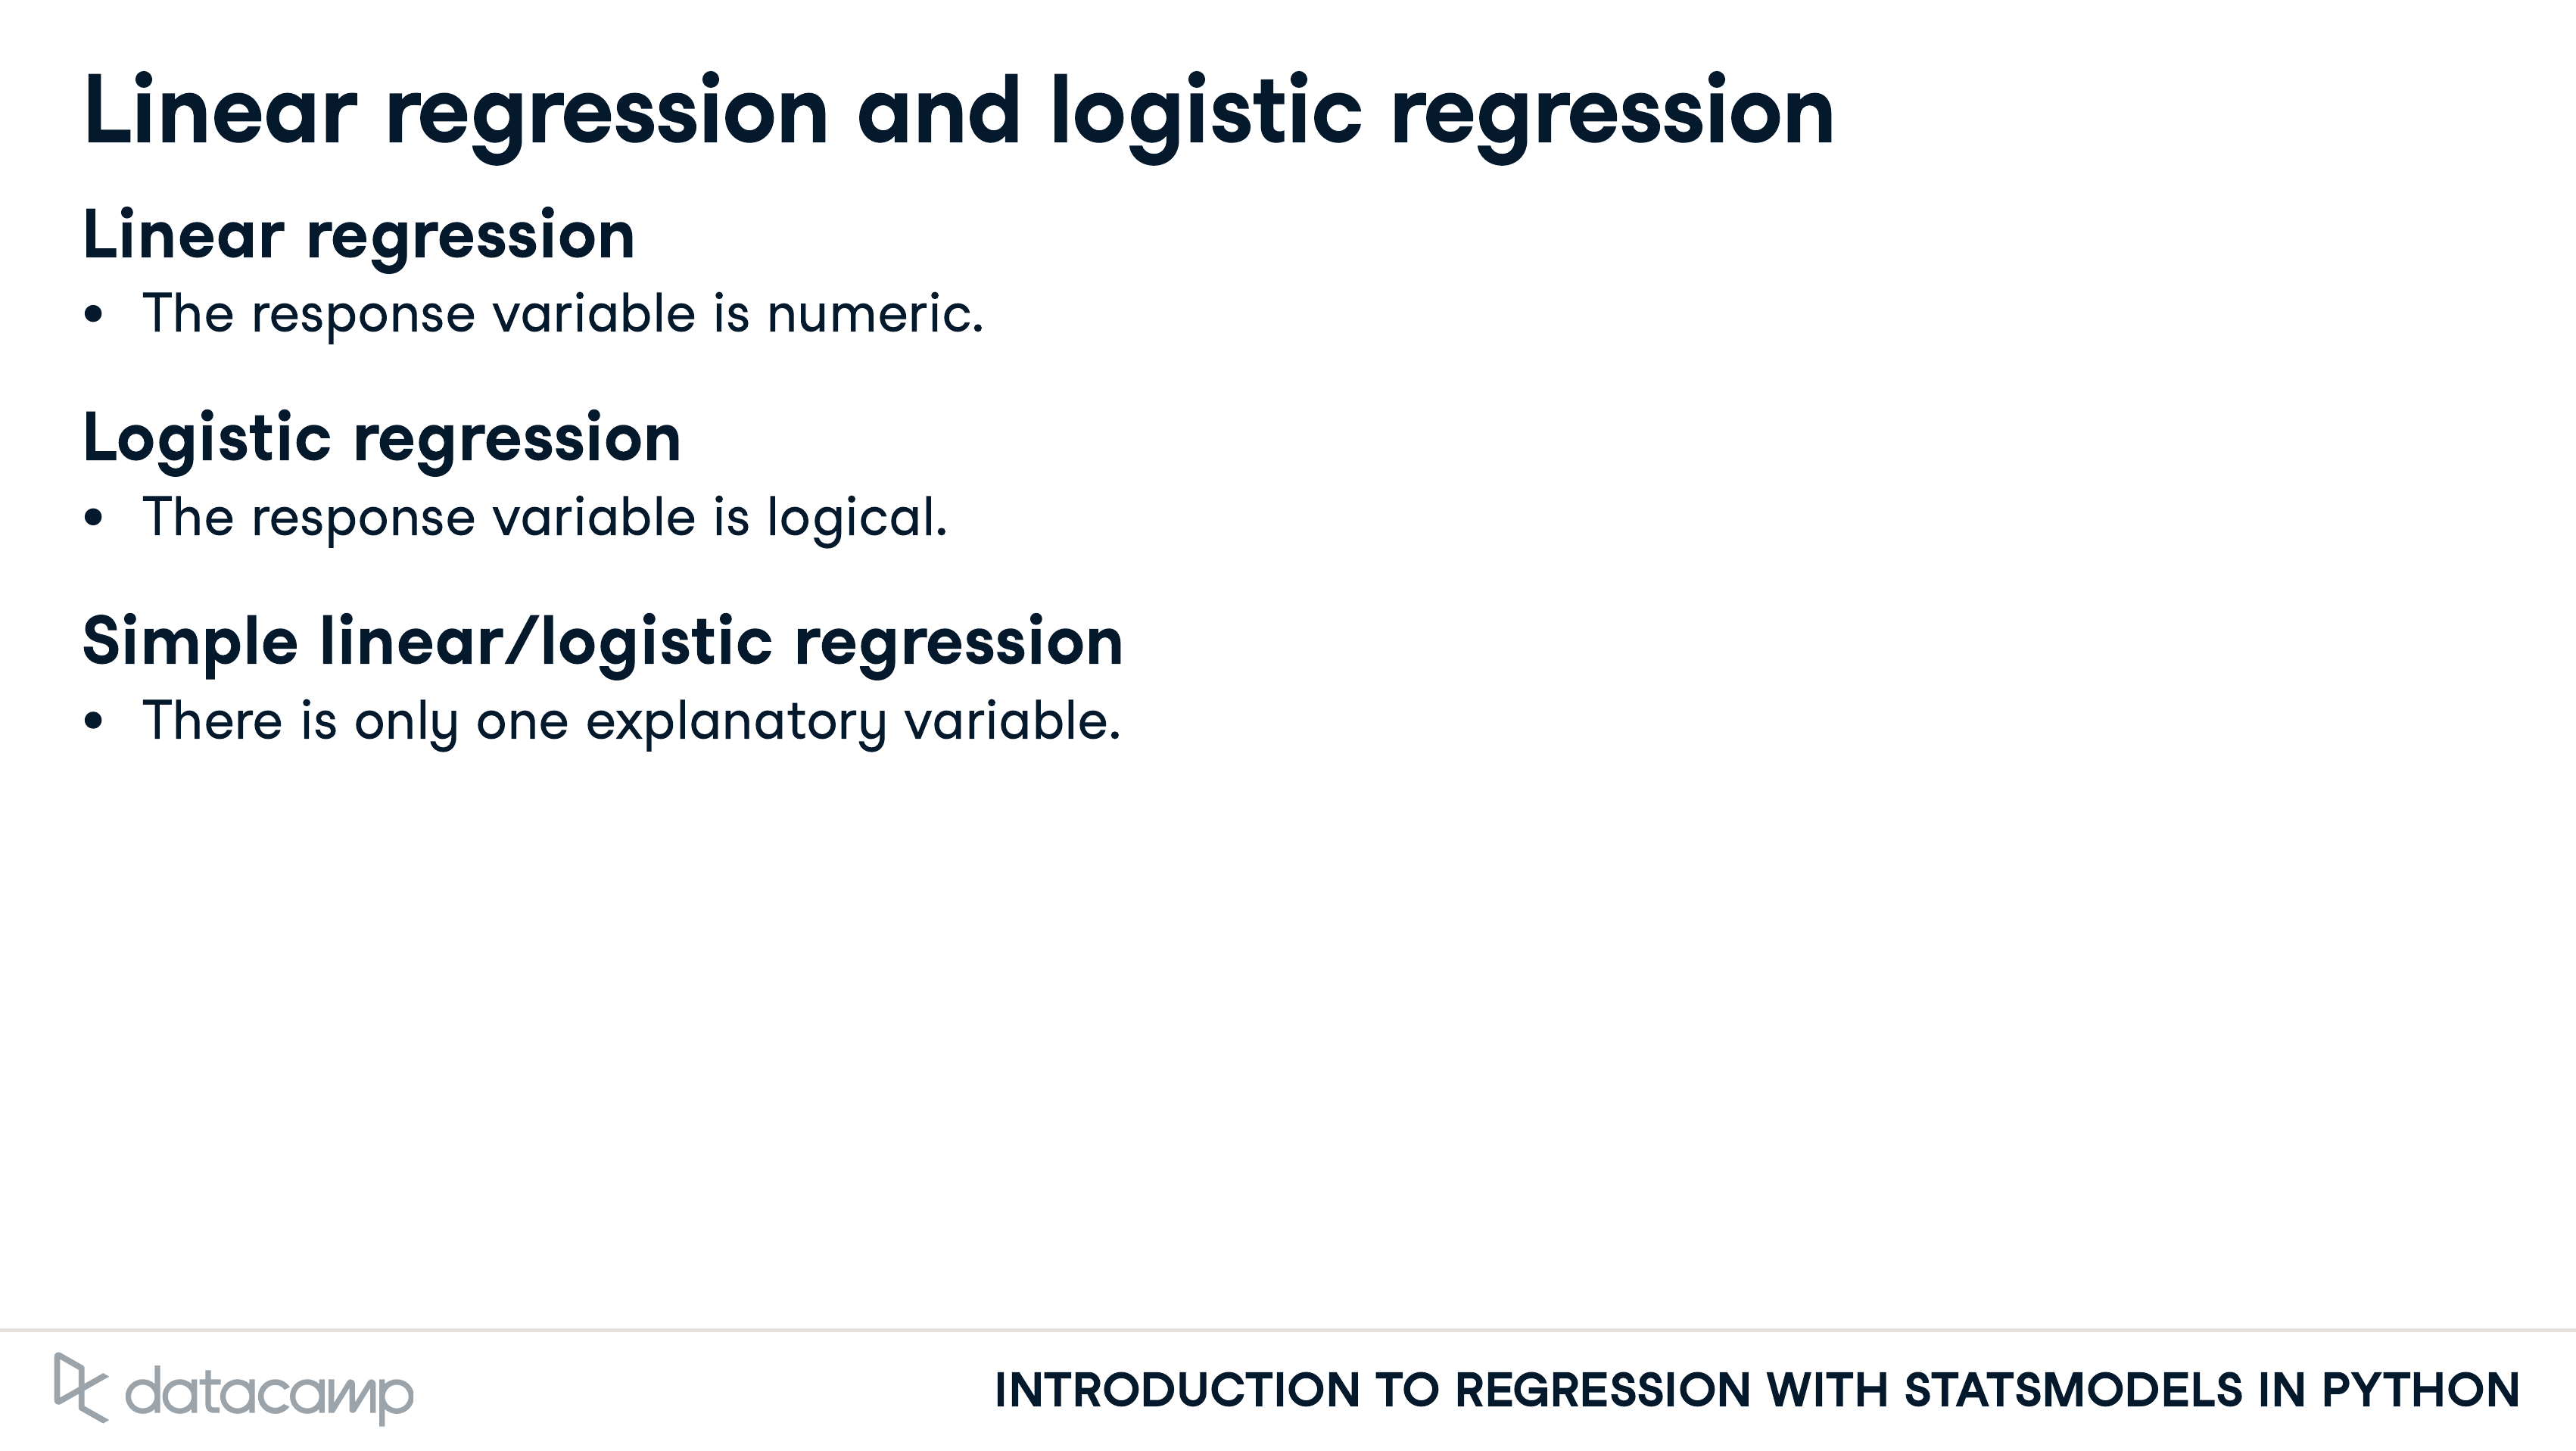 Linear regression and logistic regression
Linear regression
• The response variable is numeric.
Logistic regression
• The response variable is logical.
Simple linear/logistic regression
• There is only one explanatory variable.
datacamp
INTRODUCTION TO REGRESSION WITH STATSMODELS IN PYTHON